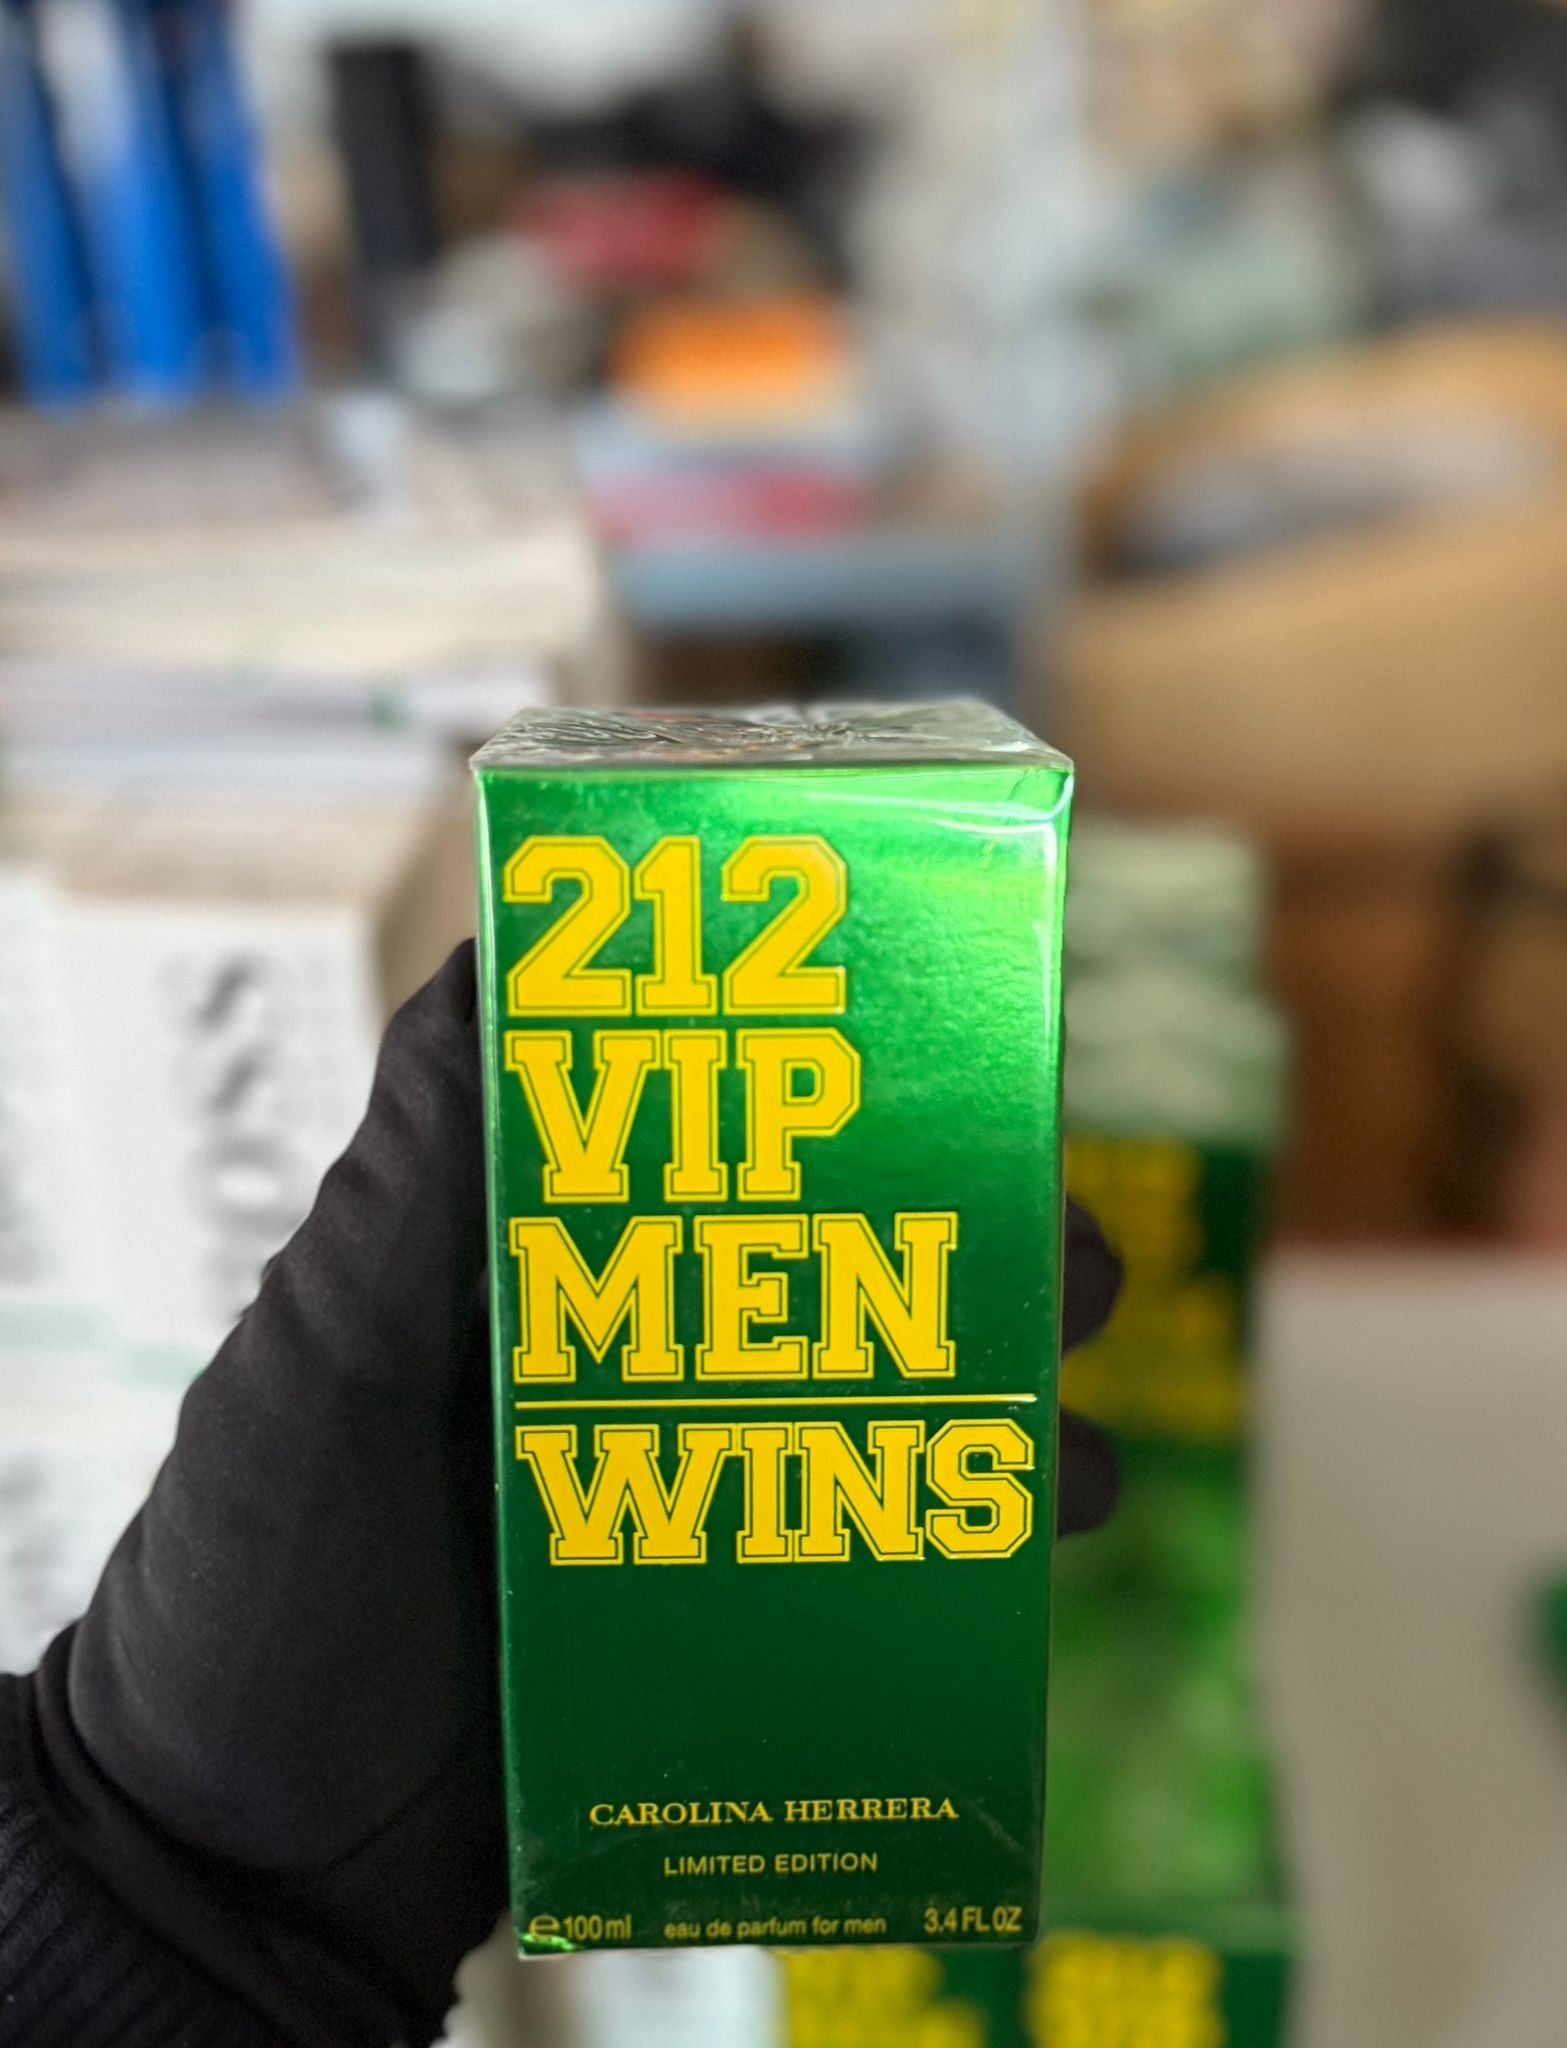 212
VIP
MEN
WINS
CAROLINA HERRERA
LIMITED EDITION
℮100ml eau de parfum for men 3.4 FL OZ